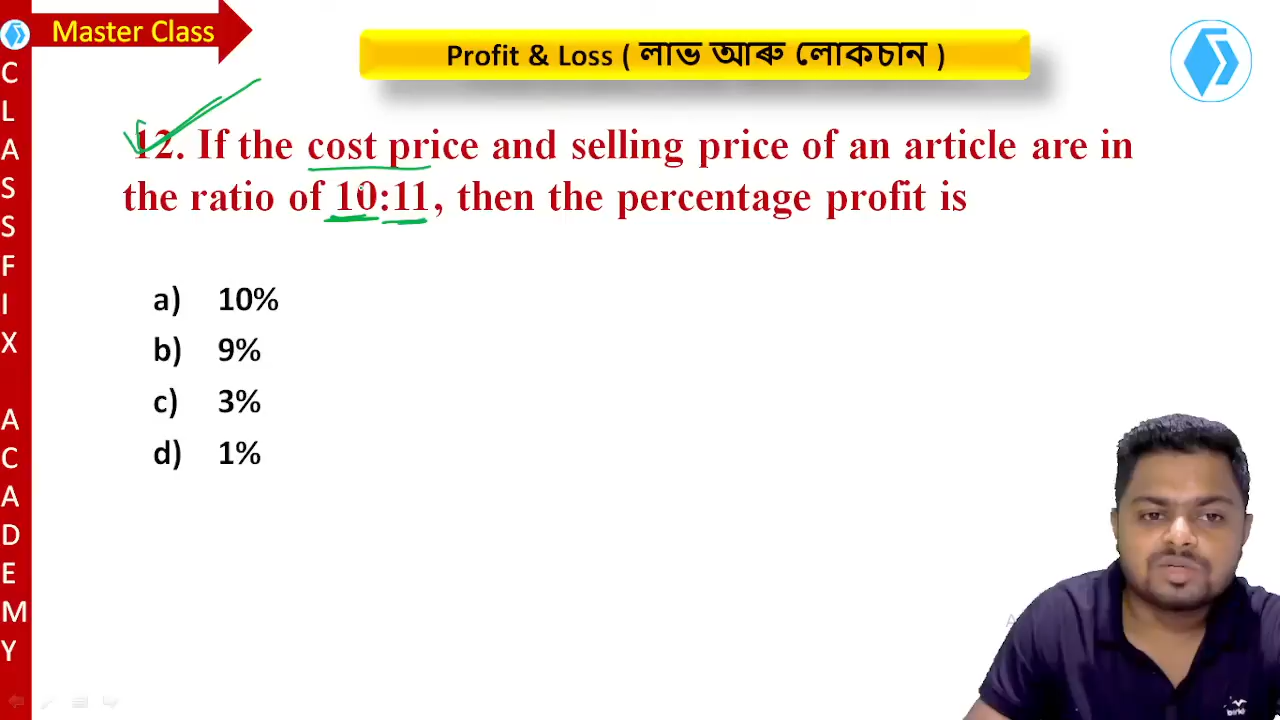 Master Class
Profit & Loss ( লাভ আৰু লোকচান )
CLASSFIX ACADEMY
12. If the cost price and selling price of an article are in
the ratio of 10:11, then the percentage profit is
a) 10%
b) 9%
c) 3%
d) 1%